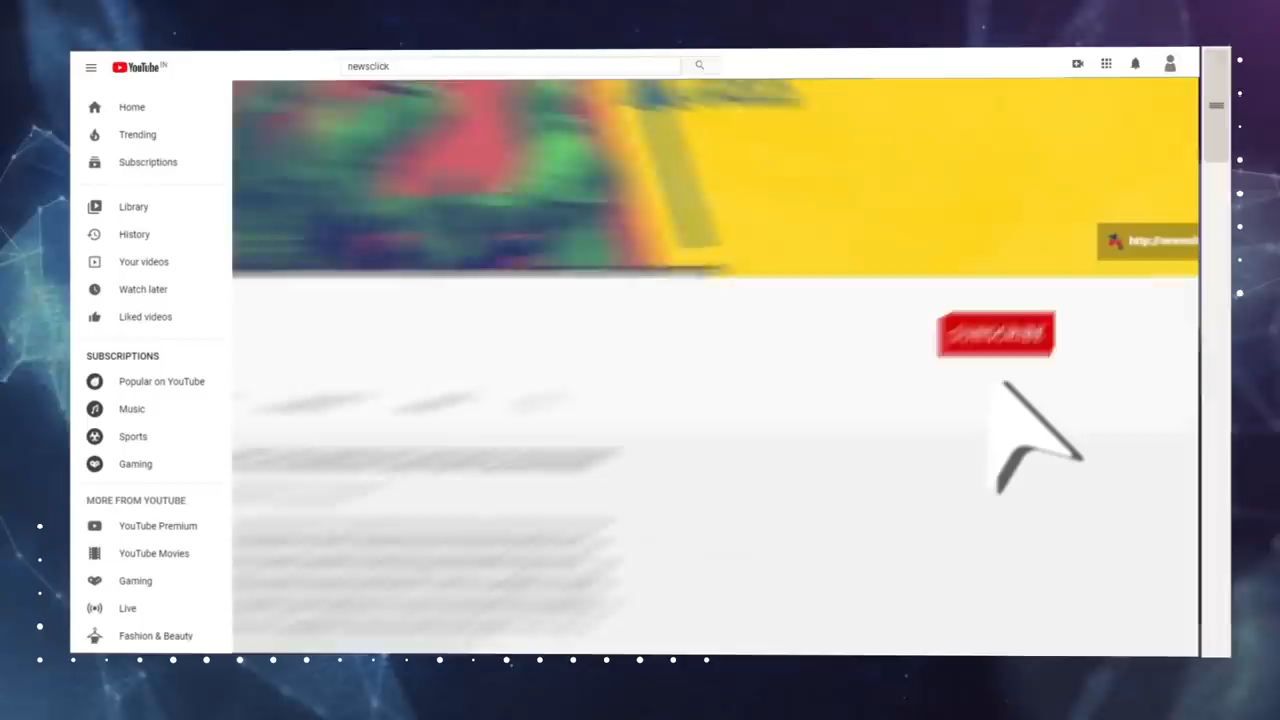 YouTube IN
newsclick
Home
Trending
Subscriptions
Library
History
Your videos
Watch later
Liked videos
SUBSCRIPTIONS
Popular on YouTube
Music
Sports
Gaming
MORE FROM YOUTUBE
YouTube Premium
YouTube Movies
Gaming
Live
Fashion & Beauty
SUBSCRIBE